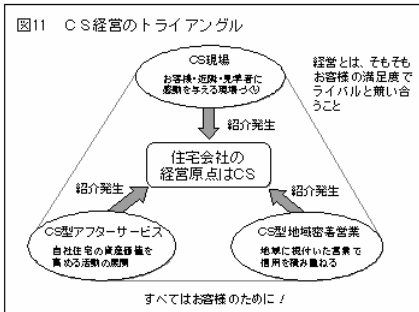 図11 CS経営のトライアングル
CS現場
お客様・近隣・見学者に
感動を与える現場づくり
経営とは、そもそも
お客様の満足度で
ライバルと競い合
うこと
紹介発生
住宅会社の
経営原点はCS
紹介発生
紹介発生
CS型アフターサービス
自社住宅の資産価値を
高める活動の展開
CS型地域密着営業
地域に根付いた営業で
信用を積み重ねる
すべてはお客様のために!